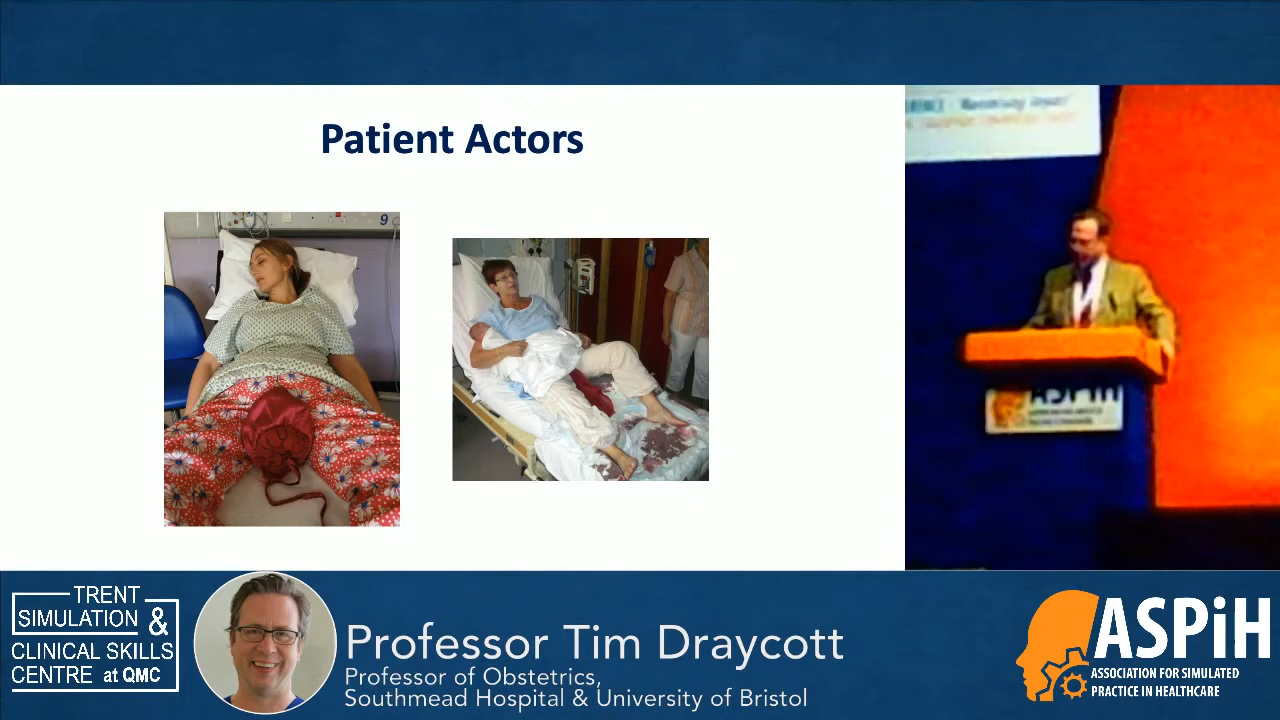 Patient Actors
9
ASPiH
TRENT
SIMULATION &
CLINICAL SKILLS
CENTRE at QMC
Professor Tim Draycott
Professor of Obstetrics,
Southmead Hospital & University of Bristol
ASPiH
ASSOCIATION FOR SIMULATED
PRACTICE IN HEALTHCARE